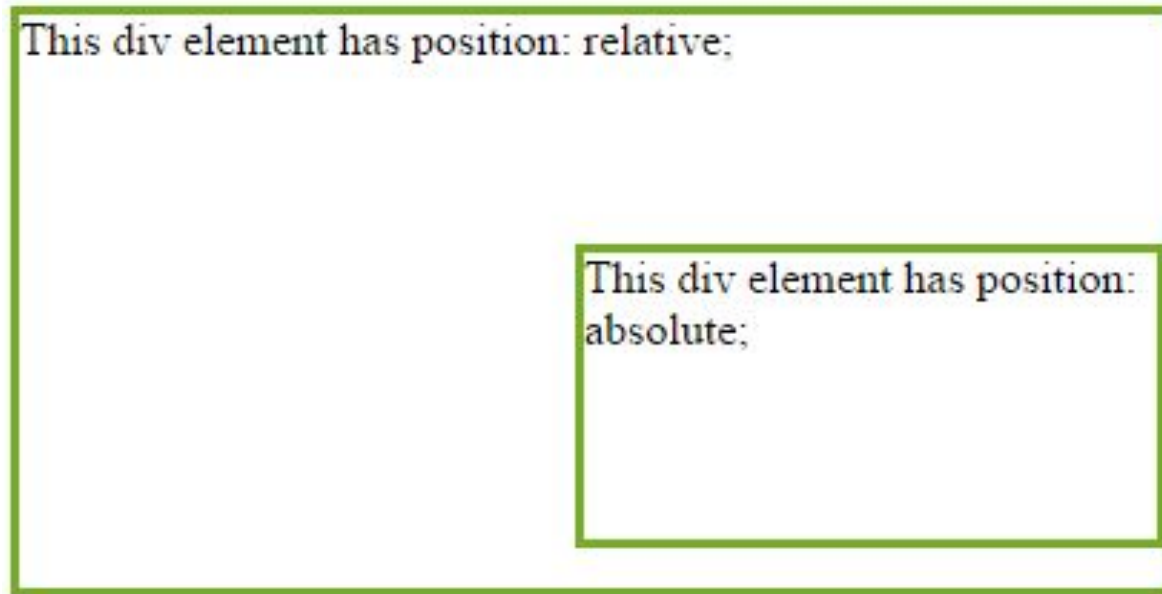 This div element has position: relative;
This div element has position:
absolute;